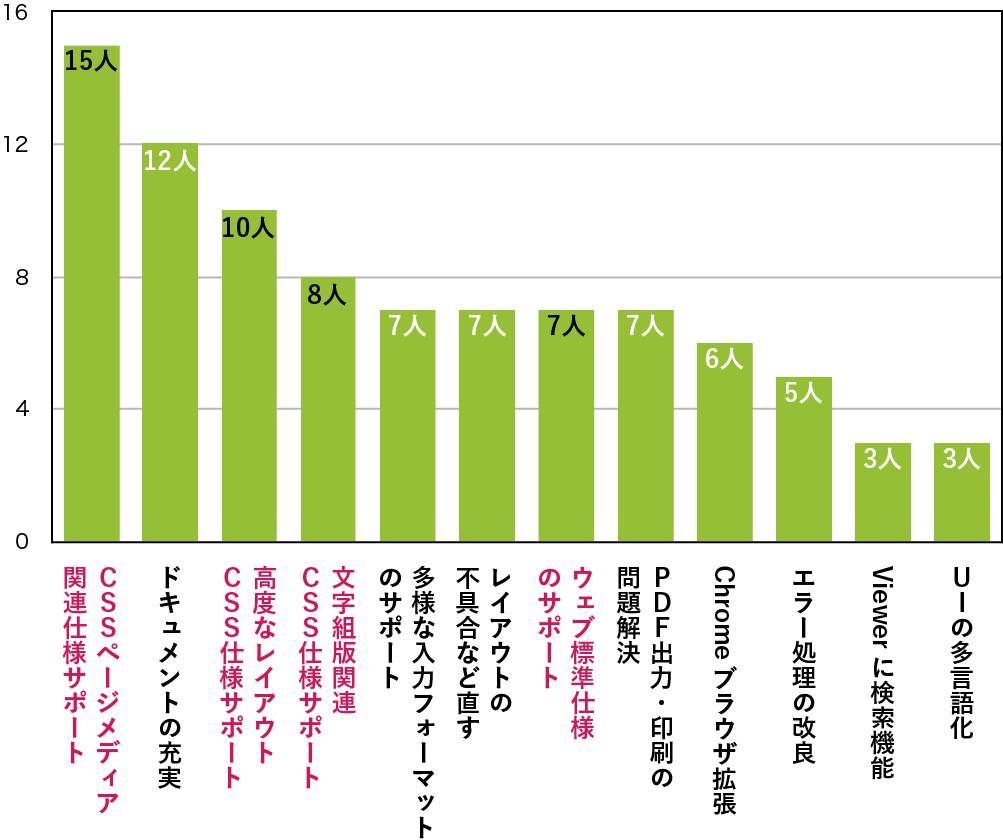 16
12
8
4
0
15人
12人
10人
8人
7人
7人
7人
7人
6人
5人
3人
3人
CSSページメディア
関連仕様サポート
ドキュメントの充実
高度なレイアウト
CSS仕様サポート
文字組版関連
CSS仕様サポート
多様な入力フォーマット
のサポート
レイアウトの
不具合など直す
ウェブ標準仕様
のサポート
PDF出力・印刷の
問題解決
Chrome ブラウザ拡張
エラー処理の改良
Viewer に検索機能
UIの多言語化